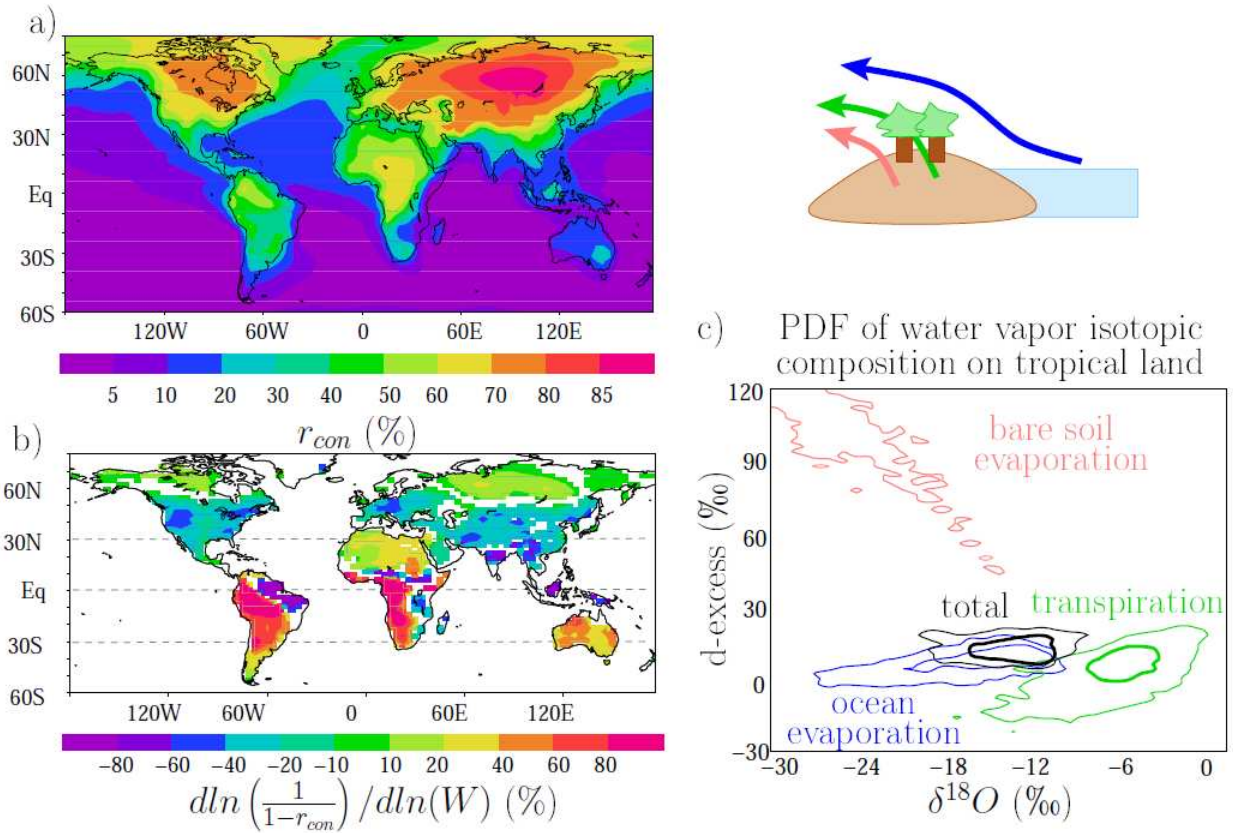 a)
60N
30N
Eq
30S
60S
120W 60W 0 60E 120E
5 10 20 30 40 50 60 70 80 85
r_con (%)
b)
60N
30N
Eq
30S
60S
120W 60W 0 60E 120E
−80 −60 −40 −20 −10 10 20 40 60 80
dln(1/(1−r_con))/dln(W) (%)
c) PDF of water vapor isotopic
composition on tropical land
120
90
60
30
0
−30
d-excess (‰)
bare soil
evaporation
total transpiration
ocean
evaporation
−30 −24 −18 −12 −6 0
δ18O (‰)